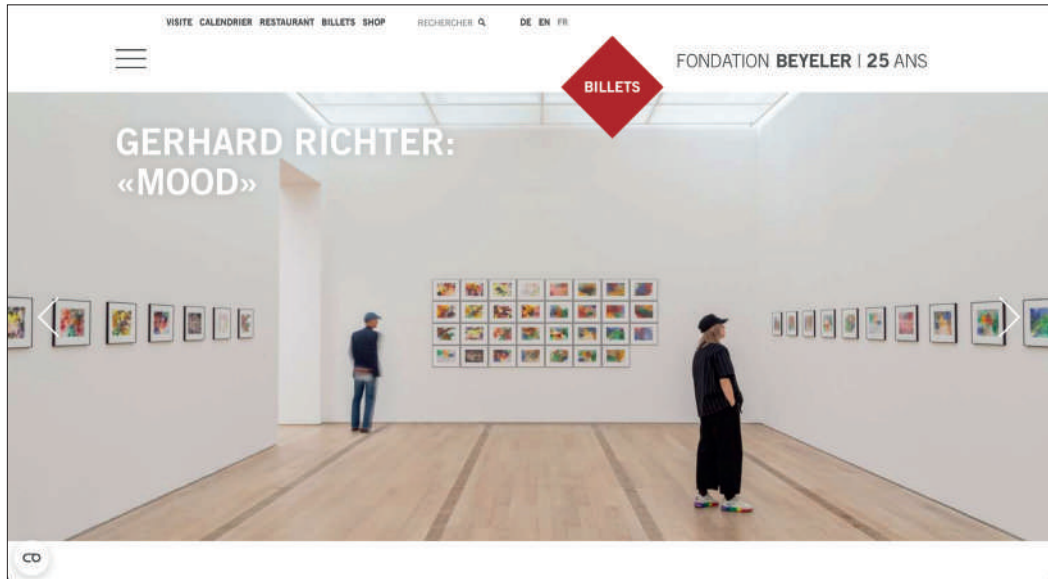 VISITE CALENDRIER RESTAURANT BILLETS SHOP RECHERCHER DE EN FR
BILLETS
FONDATION BEYELER | 25 ANS
GERHARD RICHTER:
«MOOD»